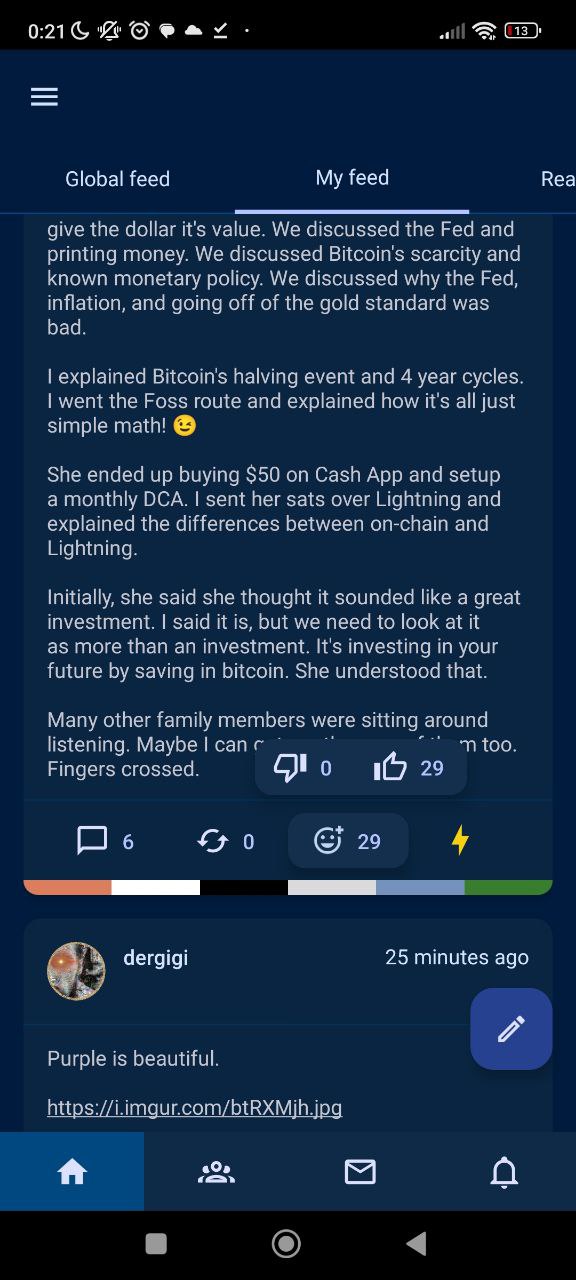 0:21
13
Global feed
My feed
Rea
give the dollar it's value. We discussed the Fed and
printing money. We discussed Bitcoin's scarcity and
known monetary policy. We discussed why the Fed,
inflation, and going off of the gold standard was
bad.
I explained Bitcoin's halving event and 4 year cycles.
I went the Foss route and explained how it's all just
simple math! 😉
She ended up buying $50 on Cash App and setup
a monthly DCA. I sent her sats over Lightning and
explained the differences between on-chain and
Lightning.
Initially, she said she thought it sounded like a great
investment. I said it is, but we need to look at it
as more than an investment. It's investing in your
future by saving in bitcoin. She understood that.
Many other family members were sitting around
listening. Maybe I can too.
Fingers crossed.
0
29
6
0
29
dergigi
25 minutes ago
Purple is beautiful.
https://i.imgur.com/btRXMjh.jpg